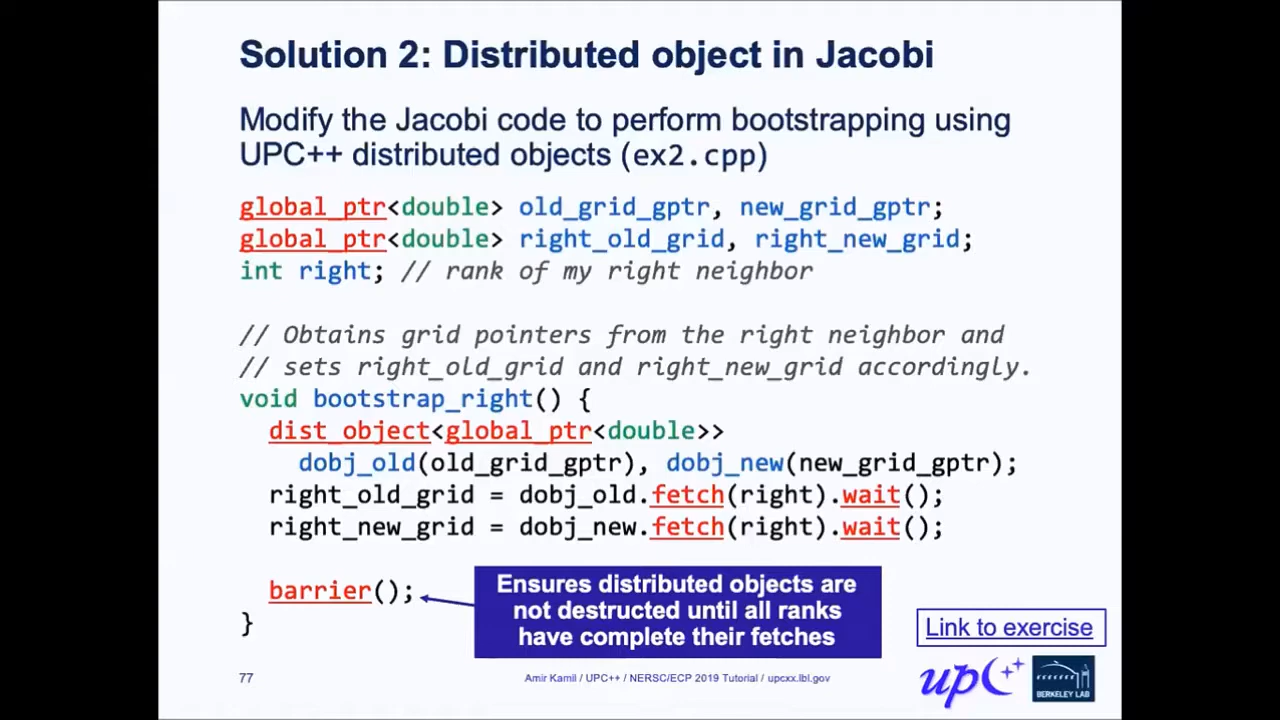 Solution 2: Distributed object in Jacobi
Modify the Jacobi code to perform bootstrapping using
UPC++ distributed objects (ex2.cpp)
global_ptr<double> old_grid_gptr, new_grid_gptr;
global_ptr<double> right_old_grid, right_new_grid;
int right; // rank of my right neighbor
// Obtains grid pointers from the right neighbor and
// sets right_old_grid and right_new_grid accordingly.
void bootstrap_right() {
dist_object<global_ptr<double>>
dobj_old(old_grid_gptr), dobj_new(new_grid_gptr);
right_old_grid = dobj_old.fetch(right).wait();
right_new_grid = dobj_new.fetch(right).wait();
barrier();
}
Ensures distributed objects are
not destructed until all ranks
have complete their fetches
Link to exercise
77
Amir Kamil / UPC++ / NERSC/ECP 2019 Tutorial / upcxx.lbl.gov
upC++
BERKELEY LAB